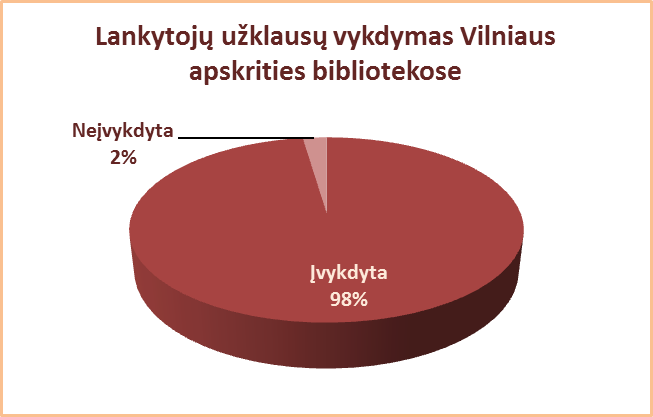 Lankytojų užklausų vykdymas Vilniaus
apskrities bibliotekose
Neįvykdyta
2%
Įvykdyta
98%